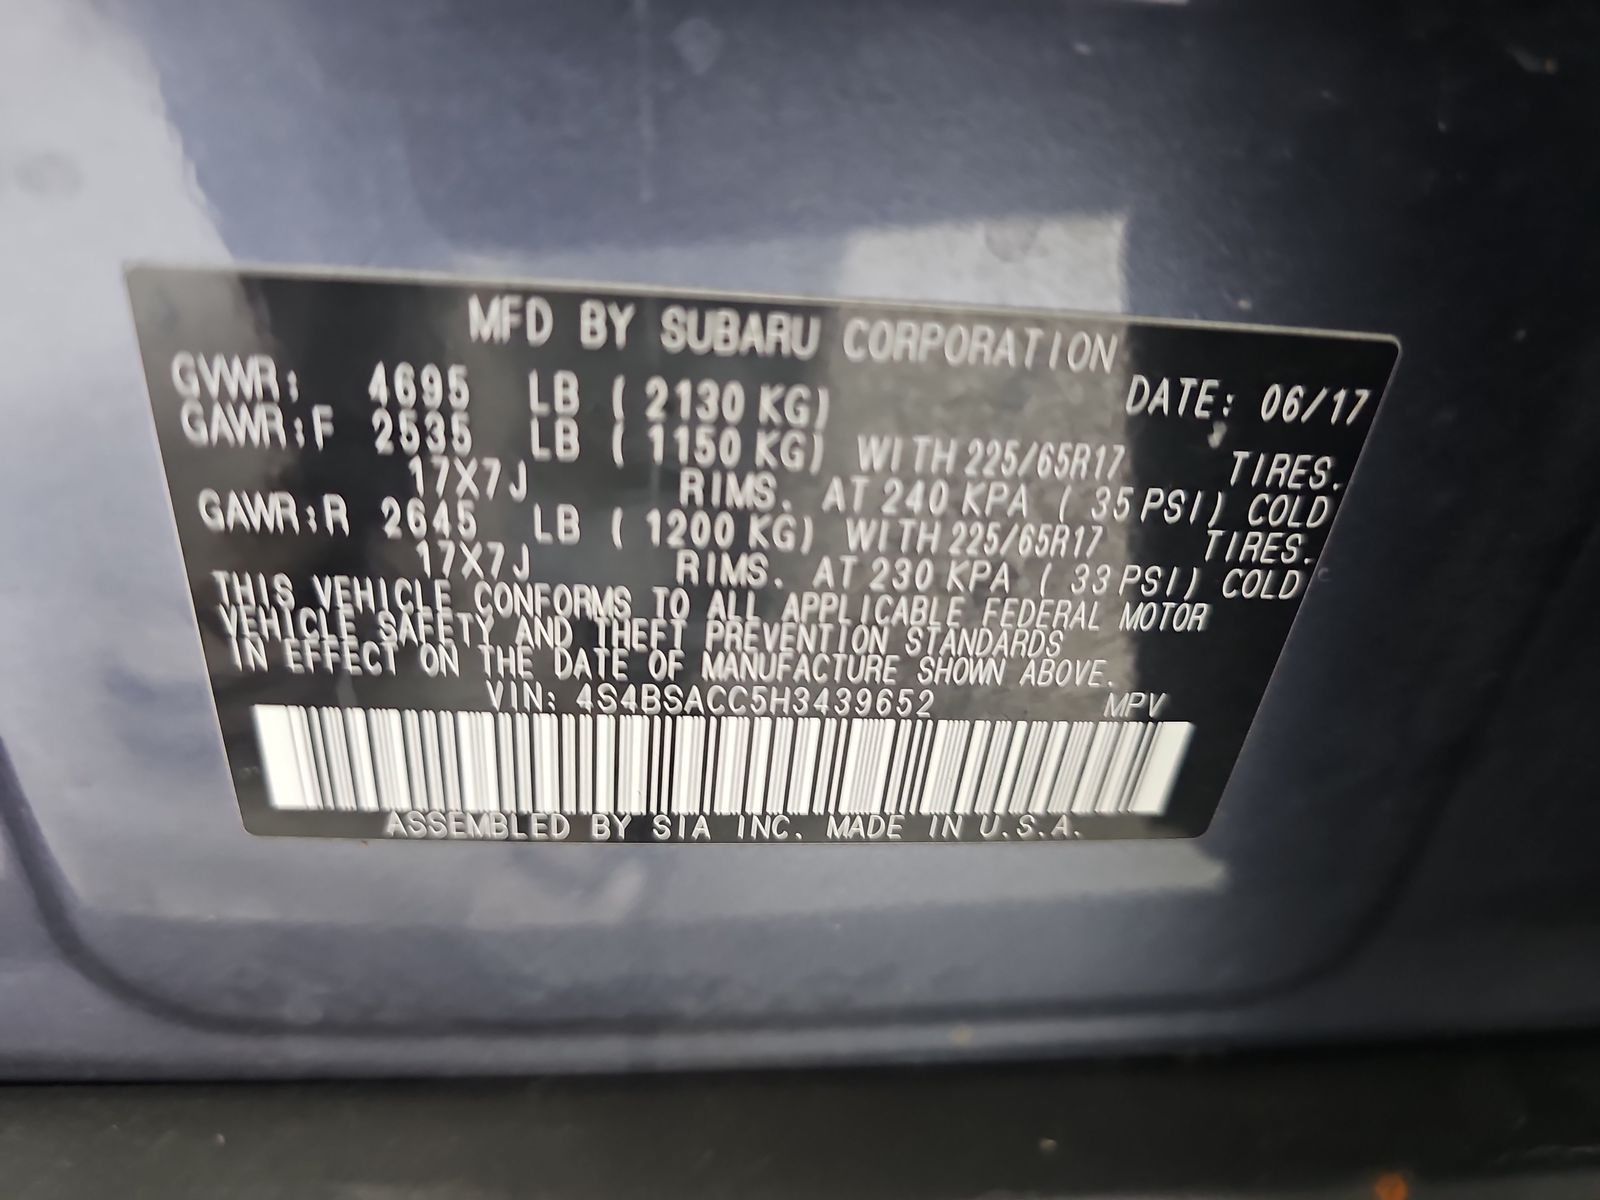 MFD BY SUBARU CORPORATION
GVWR: 4695 LB ( 2130 KG) DATE: 06/17
GAWR:F 2535 LB ( 1150 KG) WITH 225/65R17 TIRES.
17X7J RIMS. AT 240 KPA ( 35 PSI) COLD
GAWR:R 2645 LB ( 1200 KG) WITH 225/65R17 TIRES.
17X7J RIMS. AT 230 KPA ( 33 PSI) COLD
THIS VEHICLE CONFORMS TO ALL APPLICABLE FEDERAL MOTOR
VEHICLE SAFETY AND THEFT PREVENTION STANDARDS
IN EFFECT ON THE DATE OF MANUFACTURE SHOWN ABOVE.
VIN: 4S4BSACC5H3439652 MPV
ASSEMBLED BY SIA INC. MADE IN U.S.A.